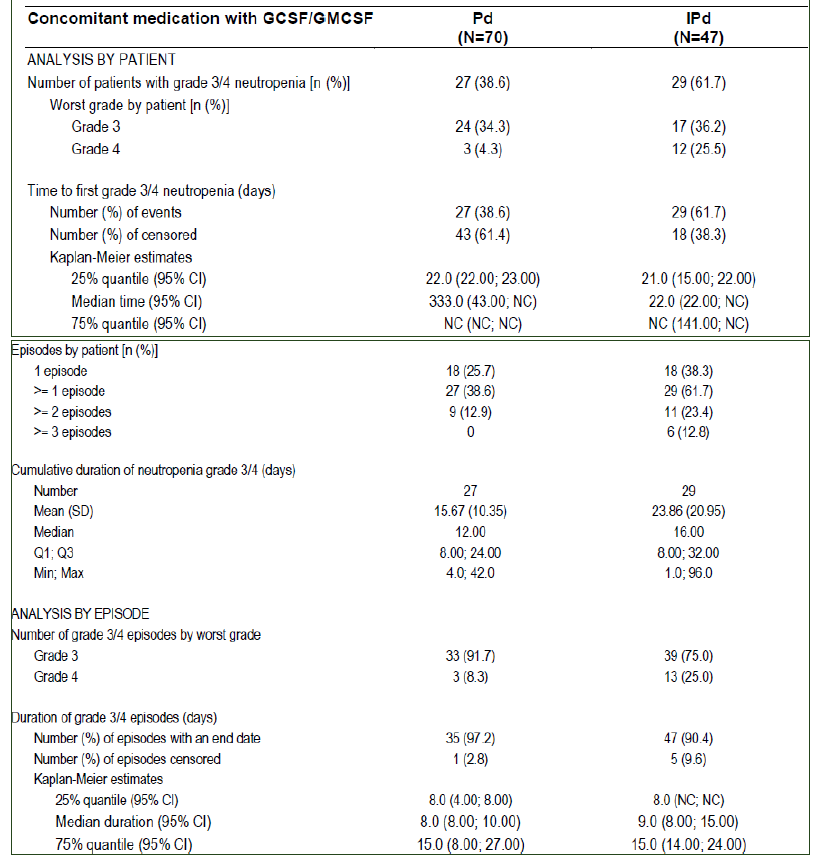 Concomitant medication with GCSF/GMCSF Pd IPd
(N=70) (N=47)
ANALYSIS BY PATIENT
Number of patients with grade 3/4 neutropenia [n (%)] 27 (38.6) 29 (61.7)
Worst grade by patient [n (%)]
Grade 3 24 (34.3) 17 (36.2)
Grade 4 3 (4.3) 12 (25.5)
Time to first grade 3/4 neutropenia (days)
Number (%) of events 27 (38.6) 29 (61.7)
Number (%) of censored 43 (61.4) 18 (38.3)
Kaplan-Meier estimates
25% quantile (95% CI) 22.0 (22.00; 23.00) 21.0 (15.00; 22.00)
Median time (95% CI) 333.0 (43.00; NC) 22.0 (22.00; NC)
75% quantile (95% CI) NC (NC; NC) NC (141.00; NC)
Episodes by patient [n (%)]
1 episode 18 (25.7) 18 (38.3)
>= 1 episode 27 (38.6) 29 (61.7)
>= 2 episodes 9 (12.9) 11 (23.4)
>= 3 episodes 0 6 (12.8)
Cumulative duration of neutropenia grade 3/4 (days)
Number 27 29
Mean (SD) 15.67 (10.35) 23.86 (20.95)
Median 12.00 16.00
Q1; Q3 8.00; 24.00 8.00; 32.00
Min; Max 4.0; 42.0 1.0; 96.0
ANALYSIS BY EPISODE
Number of grade 3/4 episodes by worst grade
Grade 3 33 (91.7) 39 (75.0)
Grade 4 3 (8.3) 13 (25.0)
Duration of grade 3/4 episodes (days)
Number (%) of episodes with an end date 35 (97.2) 47 (90.4)
Number (%) of episodes censored 1 (2.8) 5 (9.6)
Kaplan-Meier estimates
25% quantile (95% CI) 8.0 (4.00; 8.00) 8.0 (NC; NC)
Median duration (95% CI) 8.0 (8.00; 10.00) 9.0 (8.00; 15.00)
75% quantile (95% CI) 15.0 (8.00; 27.00) 15.0 (14.00; 24.00)